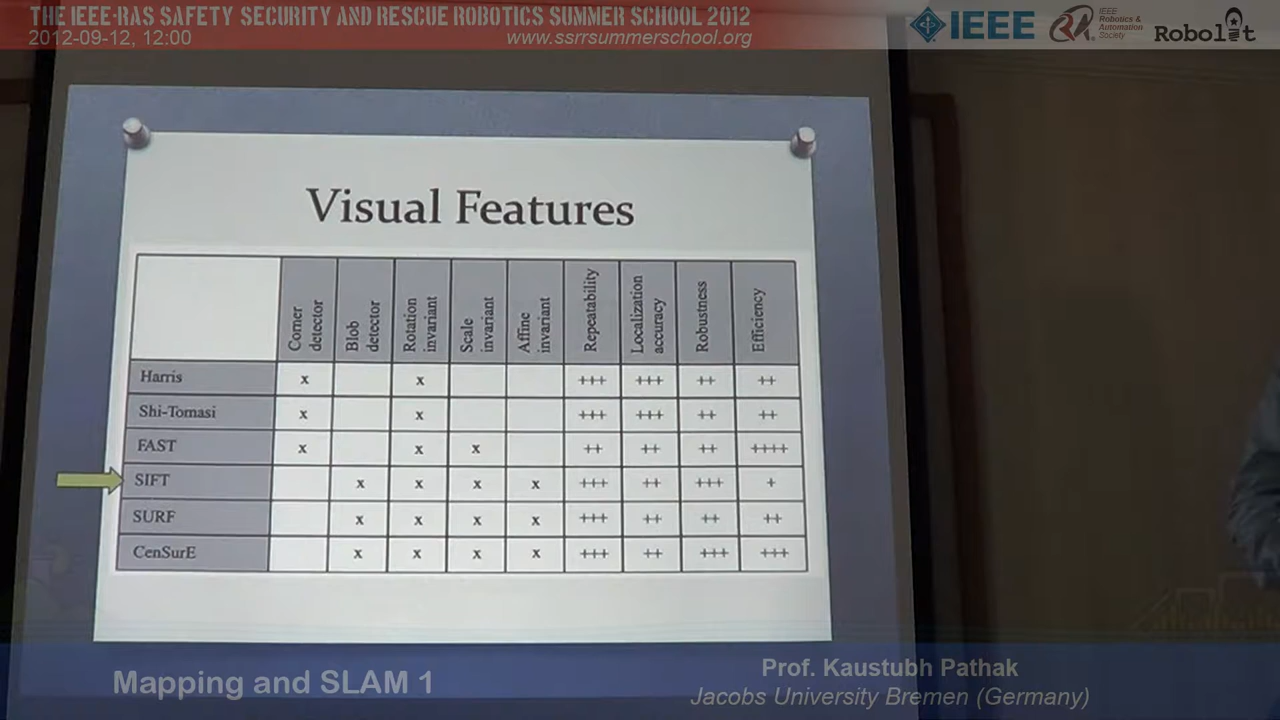 THE IEEE-RAS SAFETY SECURITY AND RESCUE ROBOTICS SUMMER SCHOOL 2012
2012-09-12, 12:00
www.ssrrsummerschool.org
IEEE
IEEE
Robotics &
Automation
Society
Robolit
Visual Features
Corner detector Blob detector Rotation invariant Scale invariant Affine invariant Repeatability Localization accuracy Robustness Efficiency
Harris x x +++ +++ ++ ++
Shi-Tomasi x x +++ +++ ++ ++
FAST x x x ++ ++ ++ ++++
SIFT x x x x +++ ++ +++ +
SURF x x x x +++ ++ ++ ++
CenSurE x x x x +++ ++ +++ +++
Mapping and SLAM 1
Prof. Kaustubh Pathak
Jacobs University Bremen (Germany)